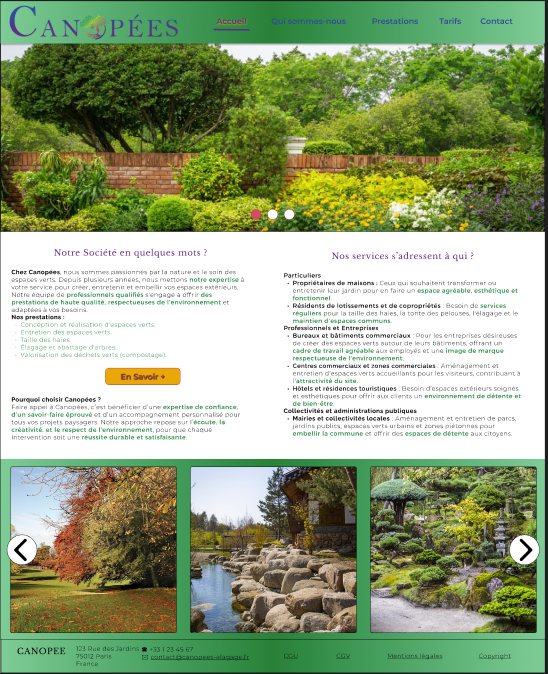 CANOPÉES
Accueil
Qui sommes-nous
Prestations
Tarifs
Contact
Notre Société en quelques mots ?
Chez Canopées, nous sommes passionnés par la nature et le soin des
espaces verts. Depuis plusieurs années, nous mettons notre expertise à
votre service pour créer, entretenir et embellir vos espaces extérieurs.
Notre équipe de professionnels qualifiés s'engage à offrir des
prestations de haute qualité, respectueuses de l'environnement et
adaptées à vos besoins.
Nos prestations :
- Conception et réalisation d'espaces verts.
- Entretien des espaces verts.
- Taille des haies.
- Élagage et abattage d'arbres.
- Valorisation des déchets verts (compostage).
En Savoir +
Pourquoi choisir Canopées ?
Faire appel à Canopées, c'est bénéficier d'une expertise de confiance,
d'un savoir-faire éprouvé et d'un accompagnement personnalisé pour
tous vos projets paysagers. Notre approche repose sur l'écoute, la
créativité, et le respect de l'environnement, pour que chaque
intervention soit une réussite durable et satisfaisante.
Nos services s'adressent à qui ?
Particuliers
• Propriétaires de maisons : Ceux qui souhaitent transformer ou
entretenir leur jardin pour en faire un espace agréable, esthétique et
fonctionnel.
• Résidents de lotissements et de copropriétés : Besoin de services
réguliers pour la taille des haies, la tonte des pelouses, l'élagage et le
maintien d'espaces communs.
Professionnels et Entreprises
• Bureaux et bâtiments commerciaux : Pour les entreprises désireuses
de créer des espaces verts autour de leurs bâtiments, offrant un
cadre de travail agréable aux employés et une image de marque
respectueuse de l'environnement.
• Centres commerciaux et zones commerciales : Aménagement et
entretien d'espaces verts accueillants pour les visiteurs, contribuant à
l'attractivité du site.
• Hôtels et résidences touristiques : Besoin d'espaces extérieurs soignés
et esthétiques pour offrir aux clients un environnement de détente et
de bien-être.
Collectivités et administrations publiques
• Mairies et collectivités locales : Aménagement et entretien de parcs,
jardins publics, espaces verts urbains et zones piétonnes pour
embellir la commune et offrir des espaces de détente aux citoyens.
CANOPEE
123 Rue des Jardins
75012 Paris
France
☎ +33 1 23 45 67
✉ contact@canopees-elagage.fr
CGU
CGV
Mentions légales
Copyright